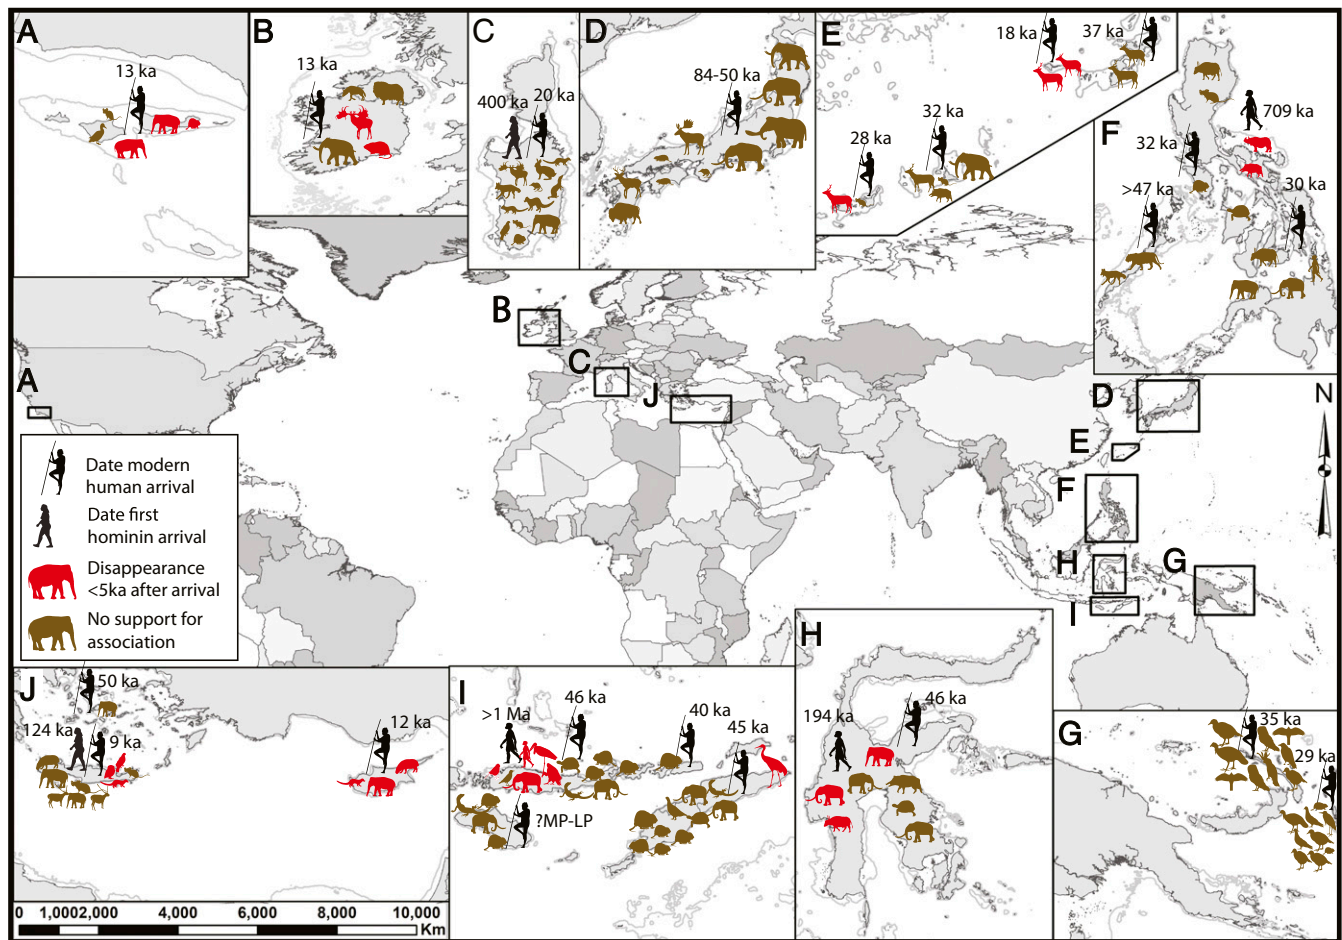 A
13 ka
B
13 ka
C
400 ka
20 ka
D
84-50 ka
E
18 ka
37 ka
32 ka
28 ka
F
709 ka
32 ka
>47 ka
30 ka
B
C
J
A
D
E
F
H
G
I
N
Date modern
human arrival
Date first
hominin arrival
Disappearance
<5ka after arrival
No support for
association
J
50 ka
124 ka
9 ka
12 ka
I
>1 Ma
46 ka
40 ka
45 ka
?MP-LP
H
194 ka
46 ka
G
35 ka
29 ka
0 1,000 2,000 4,000 6,000 8,000 10,000
Km